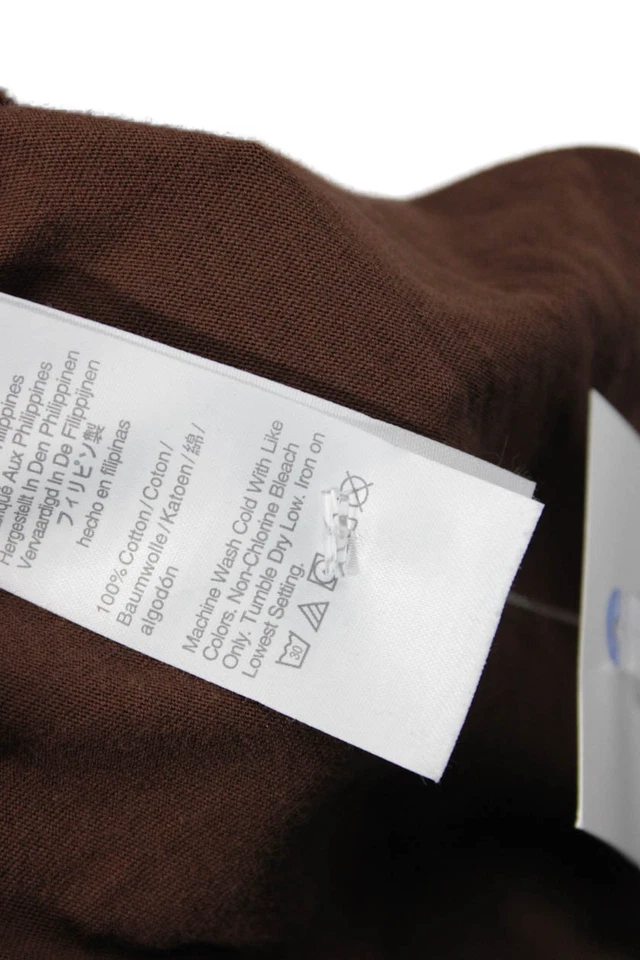 Aux Philippines
Hergestellt In Den Philippinen
Vervaardigd In De Filippijnen
フィリピン製
hecho en filipinas
100% Cotton/Coton/
Baumwolle/Katoen/綿/
algodón
Machine Wash Cold With Like
Colors. Non-Chlorine Bleach
Only. Tumble Dry Low. Iron on
Lowest Setting.
30